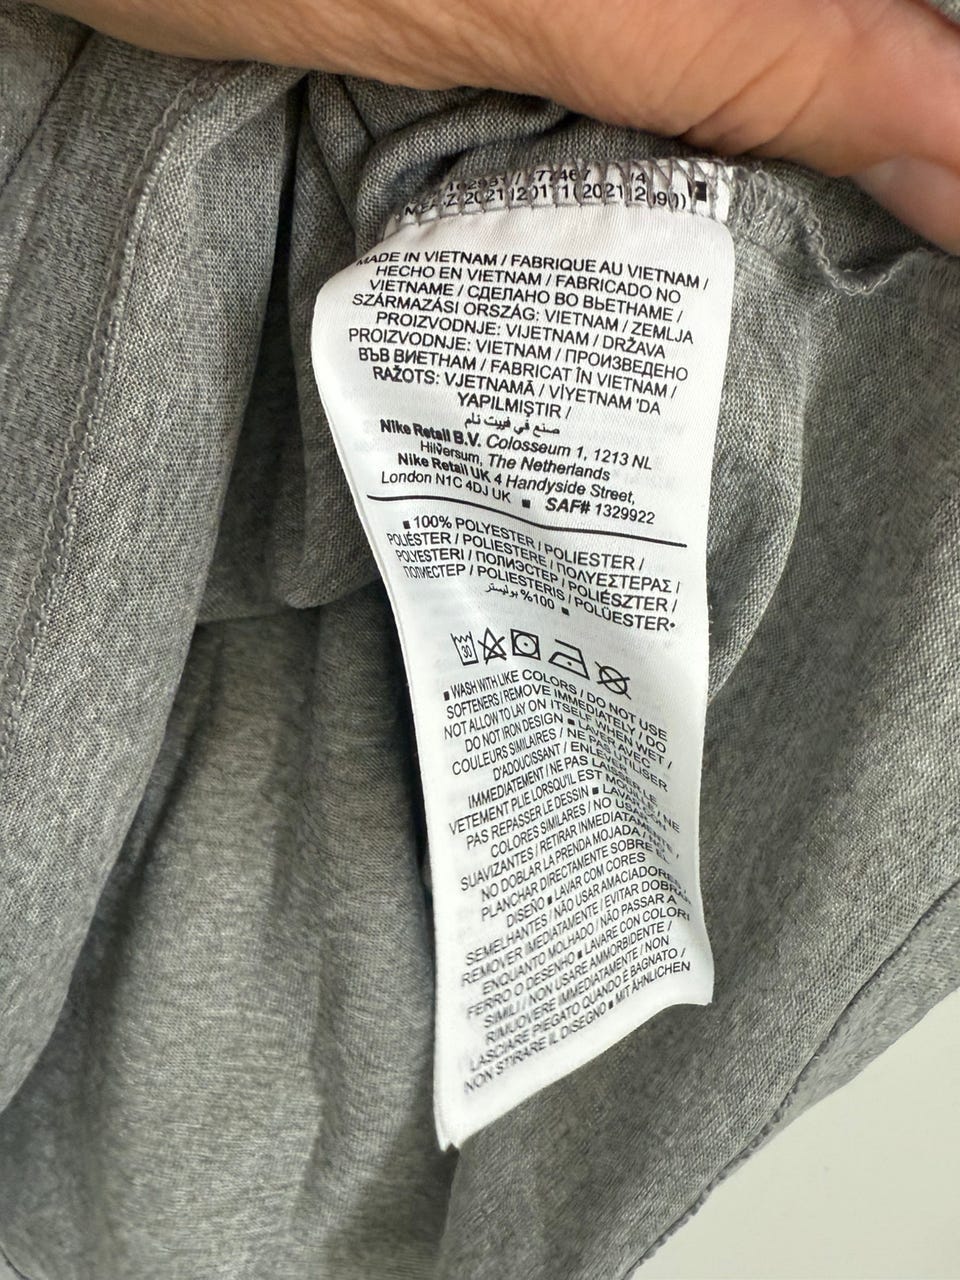 (2021
MADE IN VIETNAM / FABRIQUE AU VIETNAM /
HECHO EN VIETNAM / FABRICADO NO
VIETNAME / СДЕЛАНО ВО ВЬЕТНАМЕ /
SZÁRMAZÁSI ORSZÁG: VIETNAM / ZEMLJA
PROIZVODNJE: VIJETNAM / DRŽAVA
PROIZVODNJE: VIETNAM / ПРОИЗВЕДЕНО
ВЪВ ВИЕТНАМ / FABRICAT ÎN VIETNAM /
RAŽOTS: VJETNAMĀ / VİYETNAM 'DA
YAPILMIŞTIR /
صنع في فييت نام
Nike Retail B.V. Colosseum 1, 1213 NL
Hilversum, The Netherlands
Nike Retail UK 4 Handyside Street,
London N1C 4DJ UK ■ SAF# 1329922
■ 100% POLYESTER / POLIESTER /
POLIÉSTER / POLIESTERE / ΠΟΛΥΕΣΤΕΡΑΣ /
POLYESTERI / ПОЛИЭСТЕР / POLIÉSZTER /
ПОЛИЕСТЕР / POLIESTERIS / POLÜESTER•
100% بوليستر ■
30
■ WASH WITH LIKE COLORS / DO NOT USE
SOFTENERS / REMOVE IMMEDIATELY / DO
NOT ALLOW TO LAY ON ITSELF WHEN WET /
DO NOT IRON DESIGN ■ LAVER AVEC
COULEURS SIMILAIRES / NE PAS UTILISER
D'ADOUCISSANT / ENLEVER
IMMEDIATEMENT / NE PAS LAISSER LE
VETEMENT PLIE LORSQU'IL EST MOUILLE / NE
PAS REPASSER LE DESSIN ■ LAVAR CON
COLORES SIMILARES / NO USAR
SUAVIZANTES / RETIRAR INMEDIATAMENTE /
NO DOBLAR LA PRENDA MOJADA / NO
PLANCHAR DIRECTAMENTE SOBRE EL
DISEÑO ■ LAVAR COM CORES
SEMELHANTES / NÃO USAR AMACIADORES /
REMOVER IMEDIATAMENTE / EVITAR DOBRAR
ENQUANTO MOLHADO / NÃO PASSAR A
FERRO O DESENHO ■ LAVARE CON COLORI
SIMILI / NON USARE AMMORBIDENTE /
RIMUOVERE IMMEDIATAMENTE / NON
LASCIARE PIEGATO QUANDO È BAGNATO /
NON STIRARE IL DISEGNO ■ MIT ÄHNLICHEN